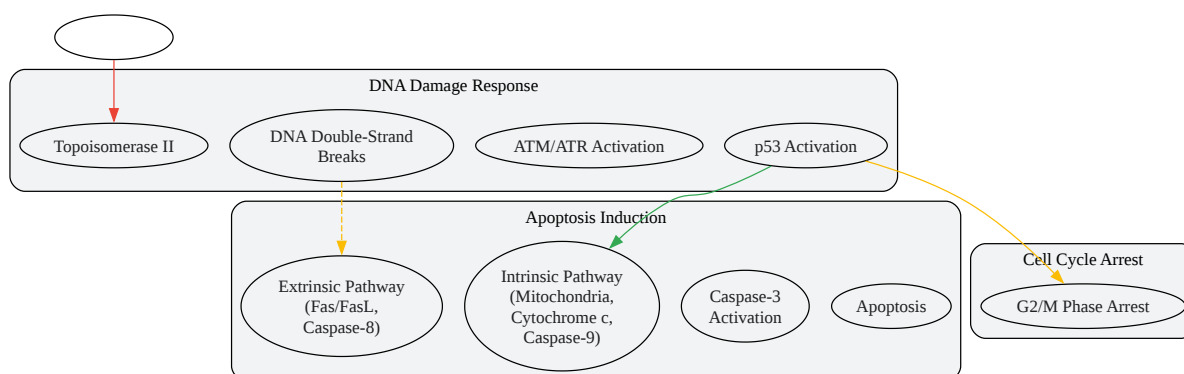 DNA Damage Response
Topoisomerase II
DNA Double-Strand
Breaks
ATM/ATR Activation
p53 Activation
Apoptosis Induction
Extrinsic Pathway
(Fas/FasL,
Caspase-8)
Intrinsic Pathway
(Mitochondria,
Cytochrome c,
Caspase-9)
Caspase-3
Activation
Apoptosis
Cell Cycle Arrest
G2/M Phase Arrest